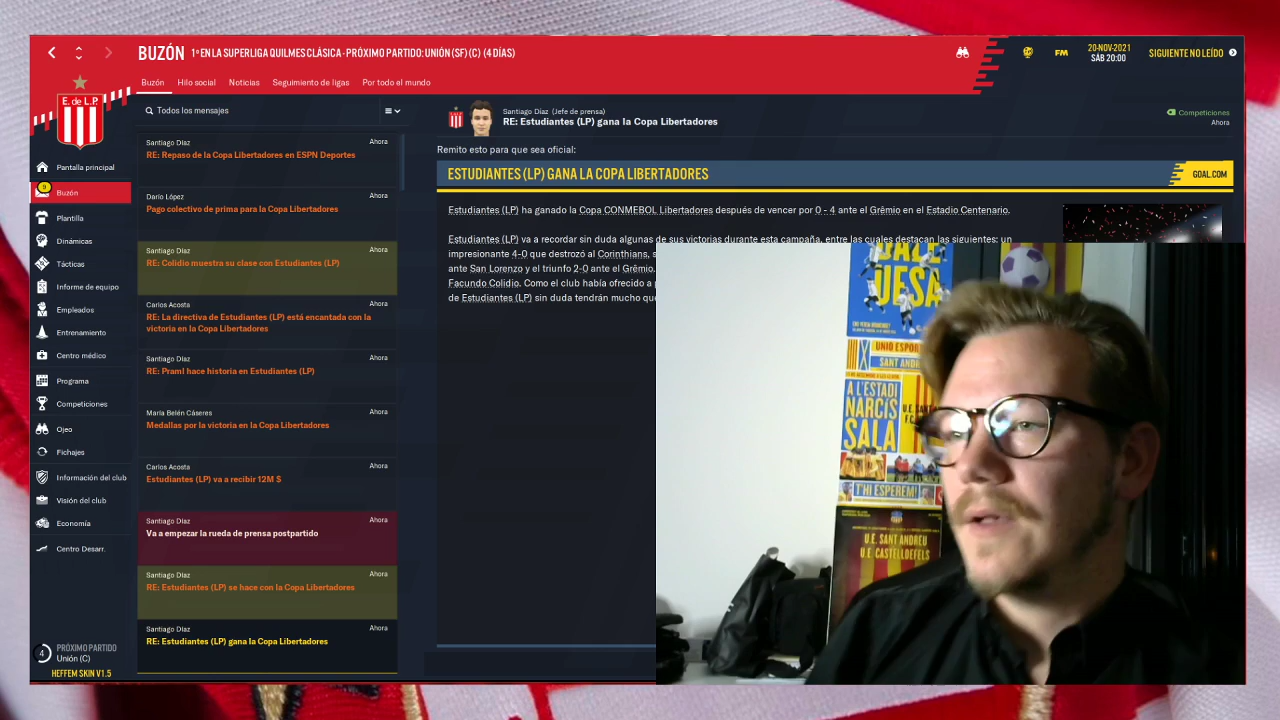 BUZÓN
1º EN LA SUPERLIGA QUILMES CLÁSICA - PRÓXIMO PARTIDO: UNIÓN (SF) (C) (4 DÍAS)
FM
20-NOV-2021
SÁB 20:00
SIGUIENTE NO LEÍDO
Buzón
Hilo social
Noticias
Seguimiento de ligas
Por todo el mundo
E. de L.P.
Pantalla principal
9
Buzón
Plantilla
Dinámicas
Tácticas
Informe de equipo
Empleados
Entrenamiento
Centro médico
Programa
Competiciones
Ojeo
Fichajes
Información del club
Visión del club
Economía
Centro Desarr.
4
PRÓXIMO PARTIDO
Unión (C)
HEFFEM SKIN V1.5
Todos los mensajes
Santiago Díaz Ahora
RE: Repaso de la Copa Libertadores en ESPN Deportes
Darío López Ahora
Pago colectivo de prima para la Copa Libertadores
Santiago Díaz Ahora
RE: Colidio muestra su clase con Estudiantes (LP)
Carlos Acosta Ahora
RE: La directiva de Estudiantes (LP) está encantada con la
victoria en la Copa Libertadores
Santiago Díaz Ahora
RE: Praml hace historia en Estudiantes (LP)
María Belén Cáseres Ahora
Medallas por la victoria en la Copa Libertadores
Carlos Acosta Ahora
Estudiantes (LP) va a recibir 12M $
Santiago Díaz Ahora
Va a empezar la rueda de prensa postpartido
Santiago Díaz Ahora
RE: Estudiantes (LP) se hace con la Copa Libertadores
Santiago Díaz Ahora
RE: Estudiantes (LP) gana la Copa Libertadores
Santiago Díaz (Jefe de prensa)
RE: Estudiantes (LP) gana la Copa Libertadores
Competiciones
Ahora
Remito esto para que sea oficial:
ESTUDIANTES (LP) GANA LA COPA LIBERTADORES
GOAL.COM
Estudiantes (LP) ha ganado la Copa CONMEBOL Libertadores después de vencer por 0 - 4 ante el Grêmio en el Estadio Centenario.
Estudiantes (LP) va a recordar sin duda algunas de sus victorias durante esta campaña, entre las cuales destacan las siguientes: un
impresionante 4-0 que destrozó al Corinthians,
ante San Lorenzo y el triunfo 2-0 ante el Grêmio.
Facundo Colidio. Como el club había ofrecido a
de Estudiantes (LP) sin duda tendrán mucho
UNIO ESPOR
SANT AND
A L'ESTADI
NARCÍS
SALA
T'HI ESPEREM!
U.E. SANT ANDREU
U.E. CASTELLDEFELS